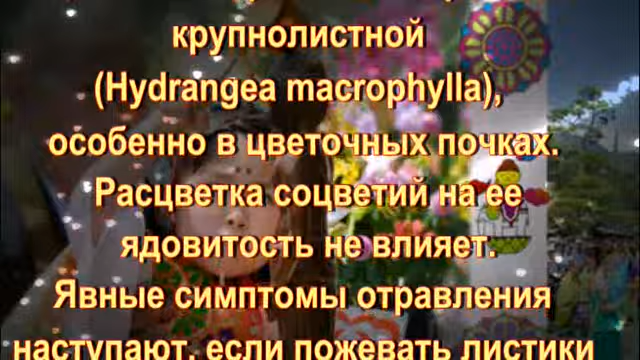 крупнолистной
(Hydrangea macrophylla),
особенно в цветочных почках.
Расцветка соцветий на ее
ядовитость не влияет.
Явные симптомы отравления
наступают, если пожевать листики